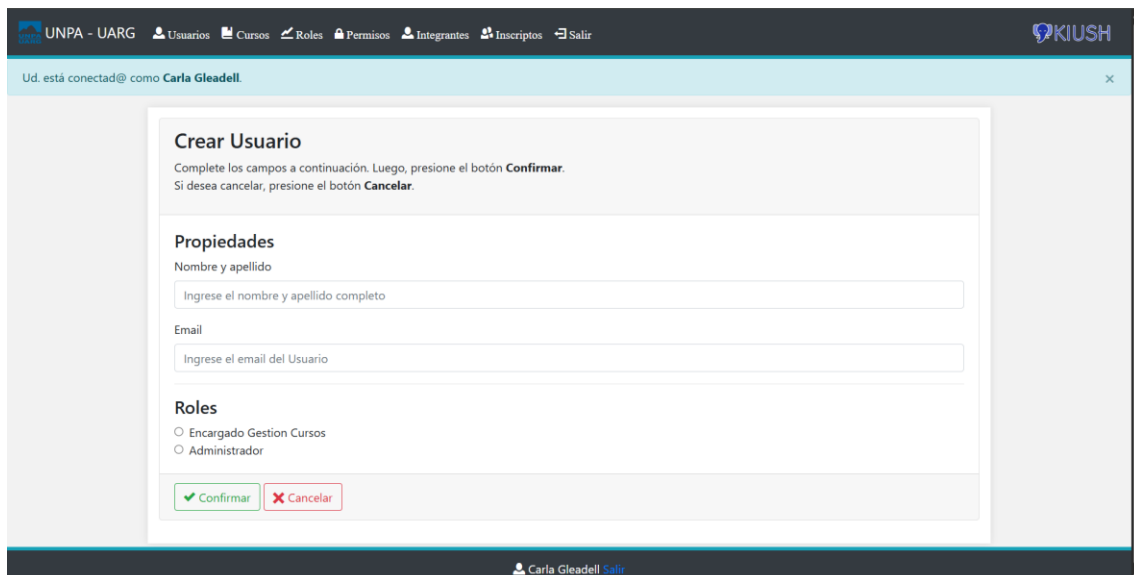 UNPA - UARG Usuarios Cursos Roles Permisos Integrantes Inscriptos Salir KIUSH
Ud. está conectad@ como Carla Gleadell. ×
Crear Usuario
Complete los campos a continuación. Luego, presione el botón Confirmar.
Si desea cancelar, presione el botón Cancelar.
Propiedades
Nombre y apellido
Ingrese el nombre y apellido completo
Email
Ingrese el email del Usuario
Roles
Encargado Gestion Cursos
Administrador
Confirmar Cancelar
Carla Gleadell Salir